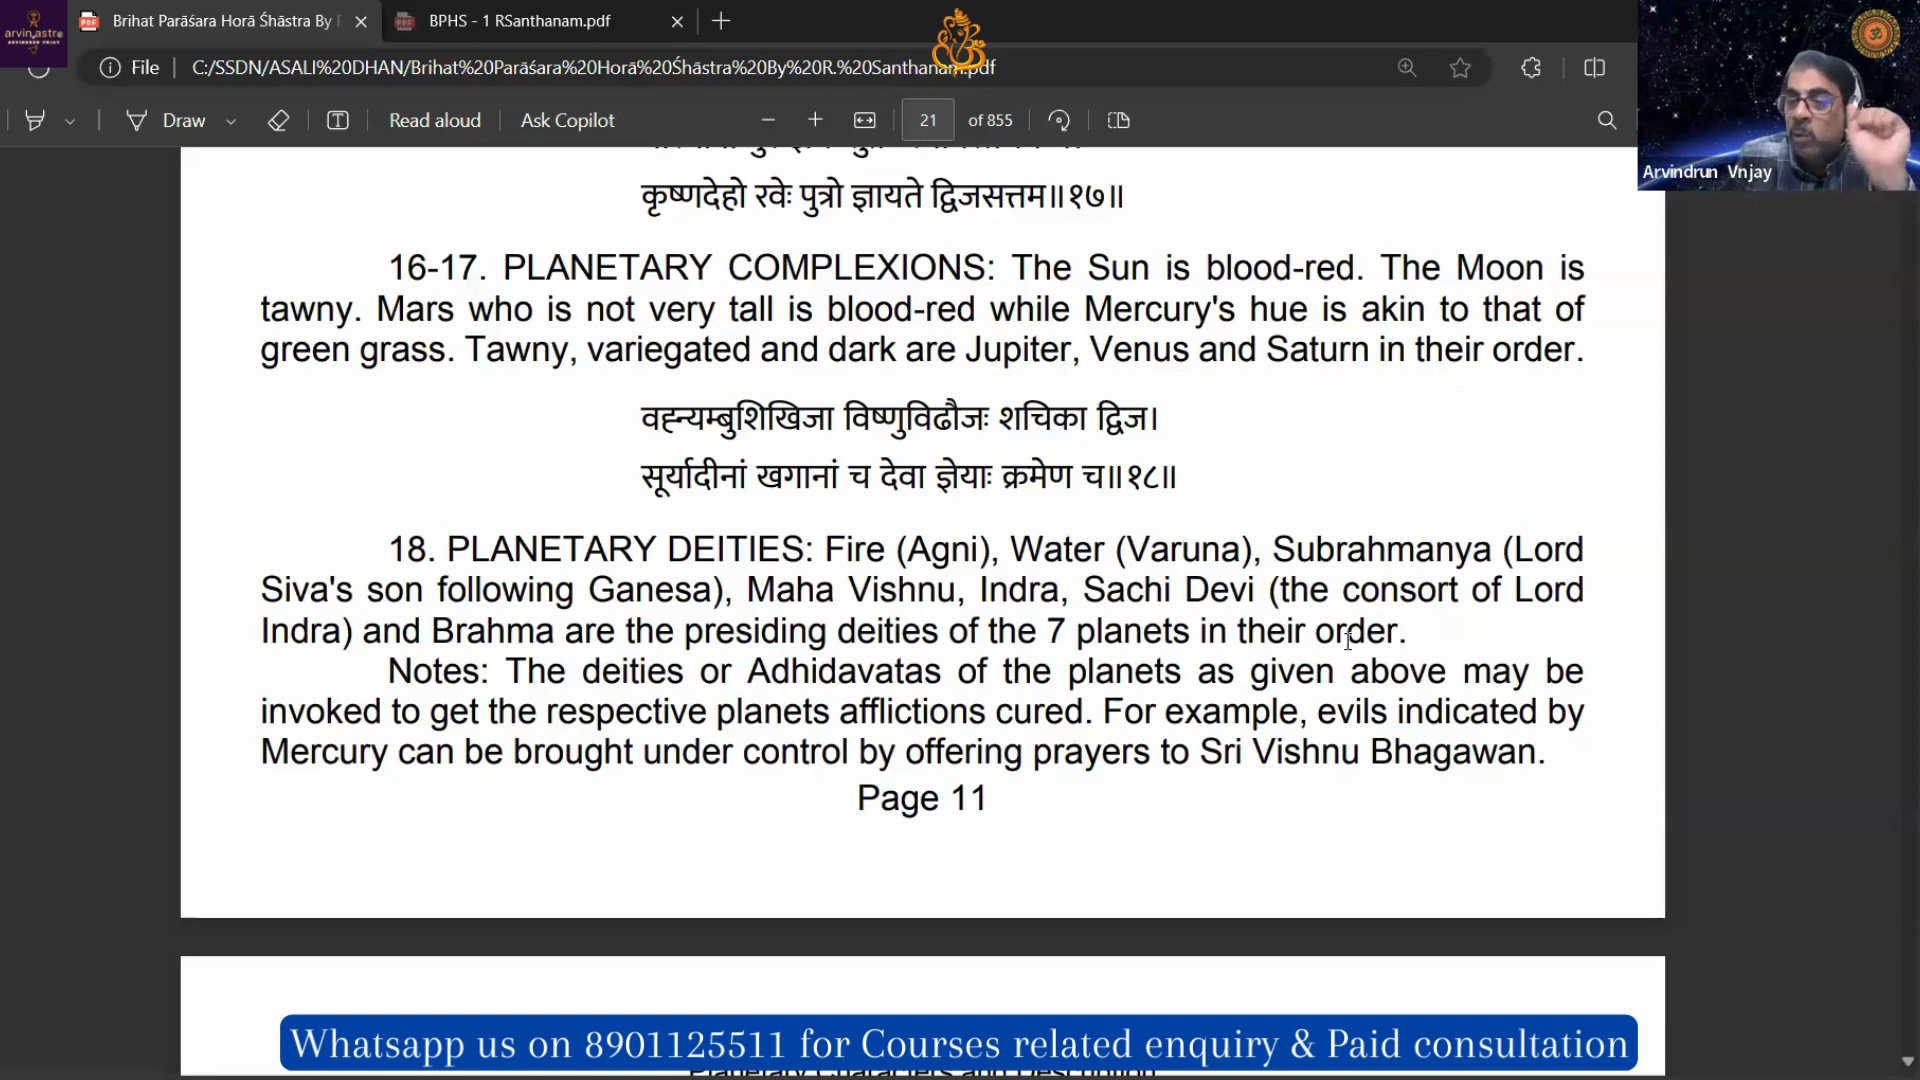 arvin.astro
ARVINDRUN VNJAY
Brihat Parāśara Horā Śhāstra By
BPHS - 1 RSanthanam.pdf
File
C:/SSDN/ASALI%20DHAN/Brihat%20Parāśara%20Horā%20Śhāstra%20By%20R.%20Santhanam.pdf
Draw
Read aloud
Ask Copilot
21 of 855
Arvindrun Vnjay
कृष्णदेहो रवेः पुत्रो ज्ञायते द्विजसत्तम॥१७॥
16-17. PLANETARY COMPLEXIONS: The Sun is blood-red. The Moon is
tawny. Mars who is not very tall is blood-red while Mercury's hue is akin to that of
green grass. Tawny, variegated and dark are Jupiter, Venus and Saturn in their order.
वह्न्यम्बुशिखिजा विष्णुविढौजः शचिका द्विज।
सूर्यादीनां खगानां च देवा ज्ञेयाः क्रमेण च॥१८॥
18. PLANETARY DEITIES: Fire (Agni), Water (Varuna), Subrahmanya (Lord
Siva's son following Ganesa), Maha Vishnu, Indra, Sachi Devi (the consort of Lord
Indra) and Brahma are the presiding deities of the 7 planets in their order.
Notes: The deities or Adhidavatas of the planets as given above may be
invoked to get the respective planets afflictions cured. For example, evils indicated by
Mercury can be brought under control by offering prayers to Sri Vishnu Bhagawan.
Page 11
Whatsapp us on 8901125511 for Courses related enquiry & Paid consultation
Planetary Characters and Description